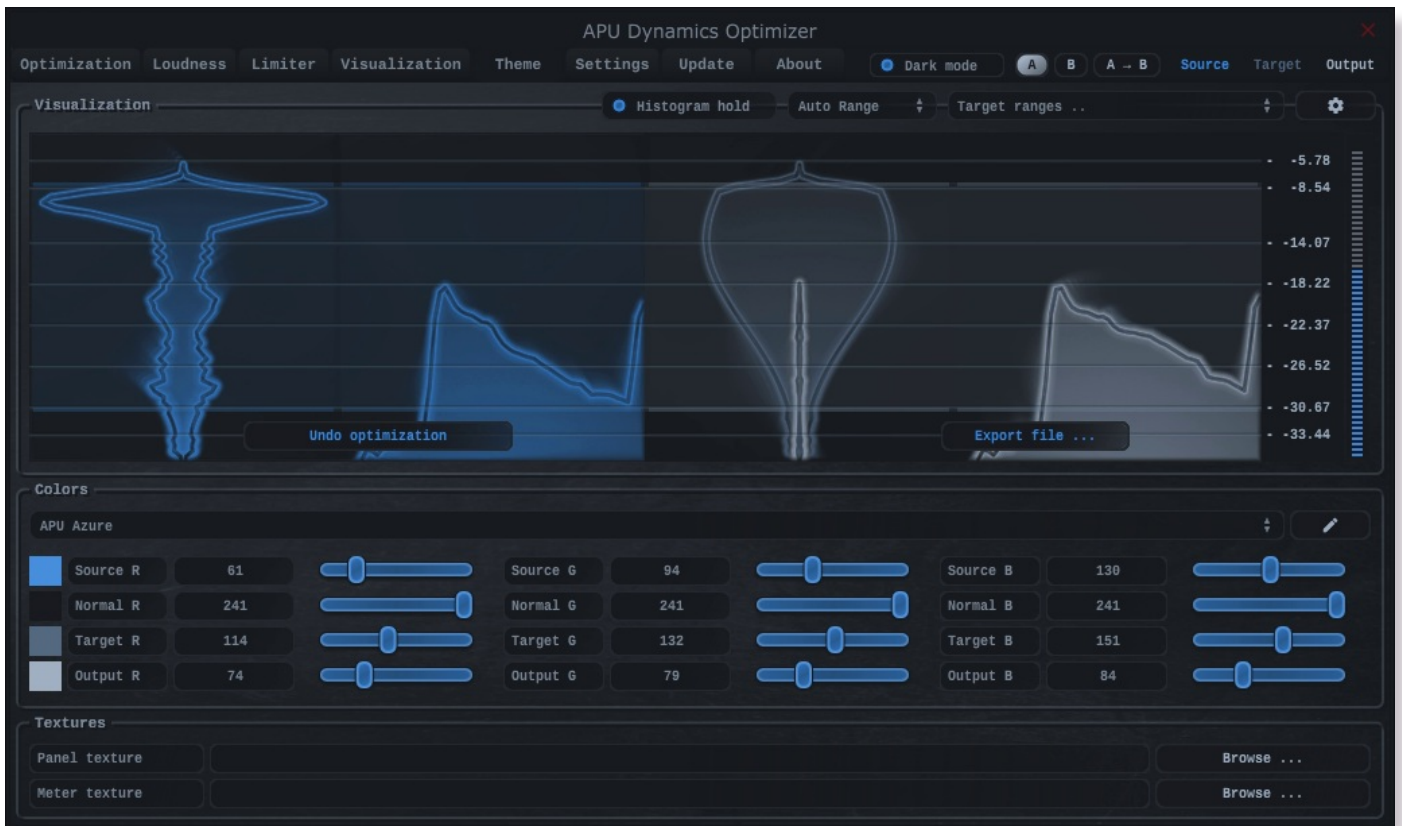 APU Dynamics Optimizer
Optimization Loudness Limiter Visualization Theme Settings Update About Dark mode A B A → B Source Target Output
Visualization Histogram hold Auto Range Target ranges ..
- -5.78
- -8.54
- -14.07
- -18.22
- -22.37
- -26.52
- -30.67
Undo optimization Export file ... - -33.44
Colors
APU Azure
Source R 61 Source G 94 Source B 130
Normal R 241 Normal G 241 Normal B 241
Target R 114 Target G 132 Target B 151
Output R 74 Output G 79 Output B 84
Textures
Panel texture Browse ...
Meter texture Browse ...